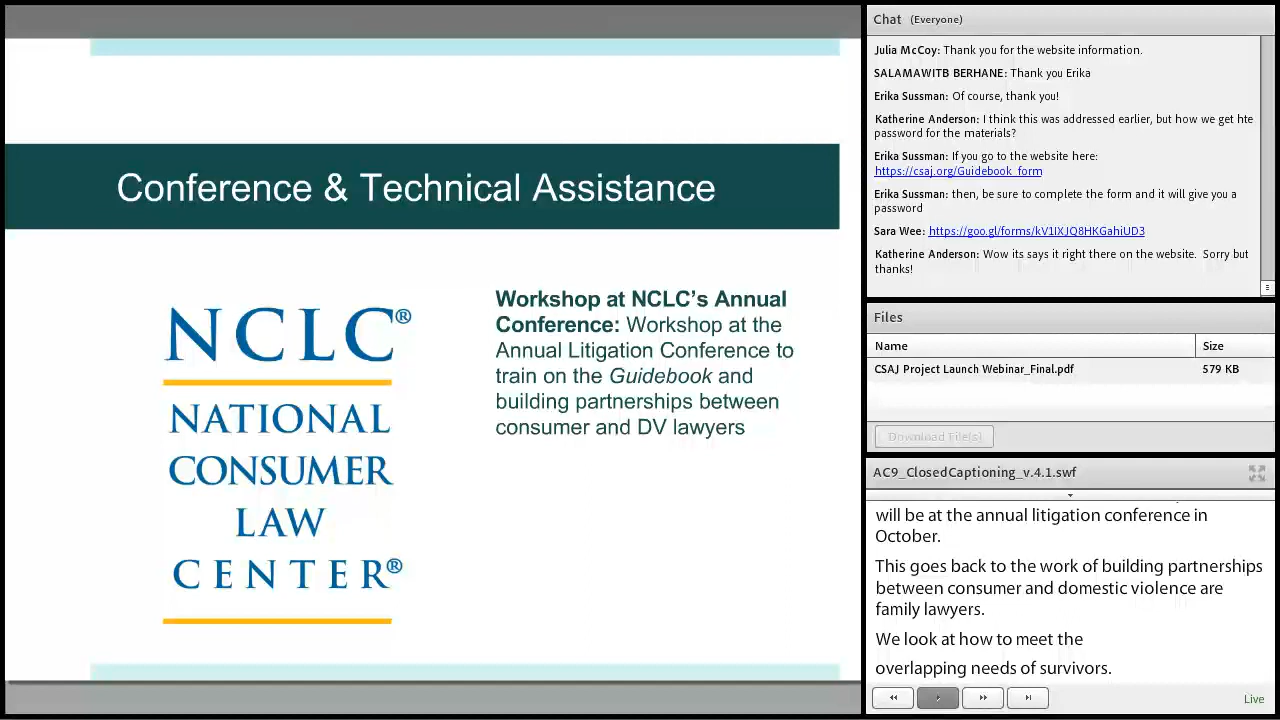 Conference & Technical Assistance
NCLC®
NATIONAL
CONSUMER
LAW
CENTER®
Workshop at NCLC’s Annual
Conference: Workshop at the
Annual Litigation Conference to
train on the Guidebook and
building partnerships between
consumer and DV lawyers
Chat (Everyone)
Julia McCoy: Thank you for the website information.
SALAMAWITB BERHANE: Thank you Erika
Erika Sussman: Of course, thank you!
Katherine Anderson: I think this was addressed earlier, but how we get hte
password for the materials?
Erika Sussman: If you go to the website here:
https://csaj.org/Guidebook_form
Erika Sussman: then, be sure to complete the form and it will give you a
password
Sara Wee: https://goo.gl/forms/kV1IXJQ8HKGahiUD3
Katherine Anderson: Wow its says it right there on the website. Sorry but
thanks!
Files
Name Size
CSAJ Project Launch Webinar_Final.pdf 579 KB
Download File(s)
AC9_ClosedCaptioning_v.4.1.swf
will be at the annual litigation conference in
October.
This goes back to the work of building partnerships
between consumer and domestic violence are
family lawyers.
We look at how to meet the
overlapping needs of survivors.
Live